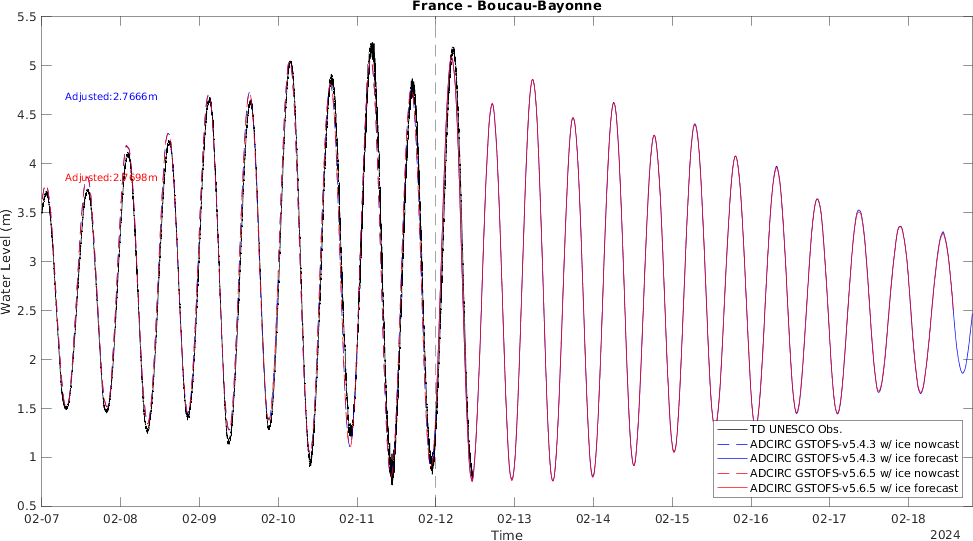 France - Boucau-Bayonne
5.5
5
4.5
4
3.5
3
2.5
2
1.5
1
0.5
Water Level (m)
Adjusted:2.7666m
Adjusted:2.7698m
TD UNESCO Obs.
ADCIRC GSTOFS-v5.4.3 w/ ice nowcast
ADCIRC GSTOFS-v5.4.3 w/ ice forecast
ADCIRC GSTOFS-v5.6.5 w/ ice nowcast
ADCIRC GSTOFS-v5.6.5 w/ ice forecast
02-07 02-08 02-09 02-10 02-11 02-12 02-13 02-14 02-15 02-16 02-17 02-18
Time
2024